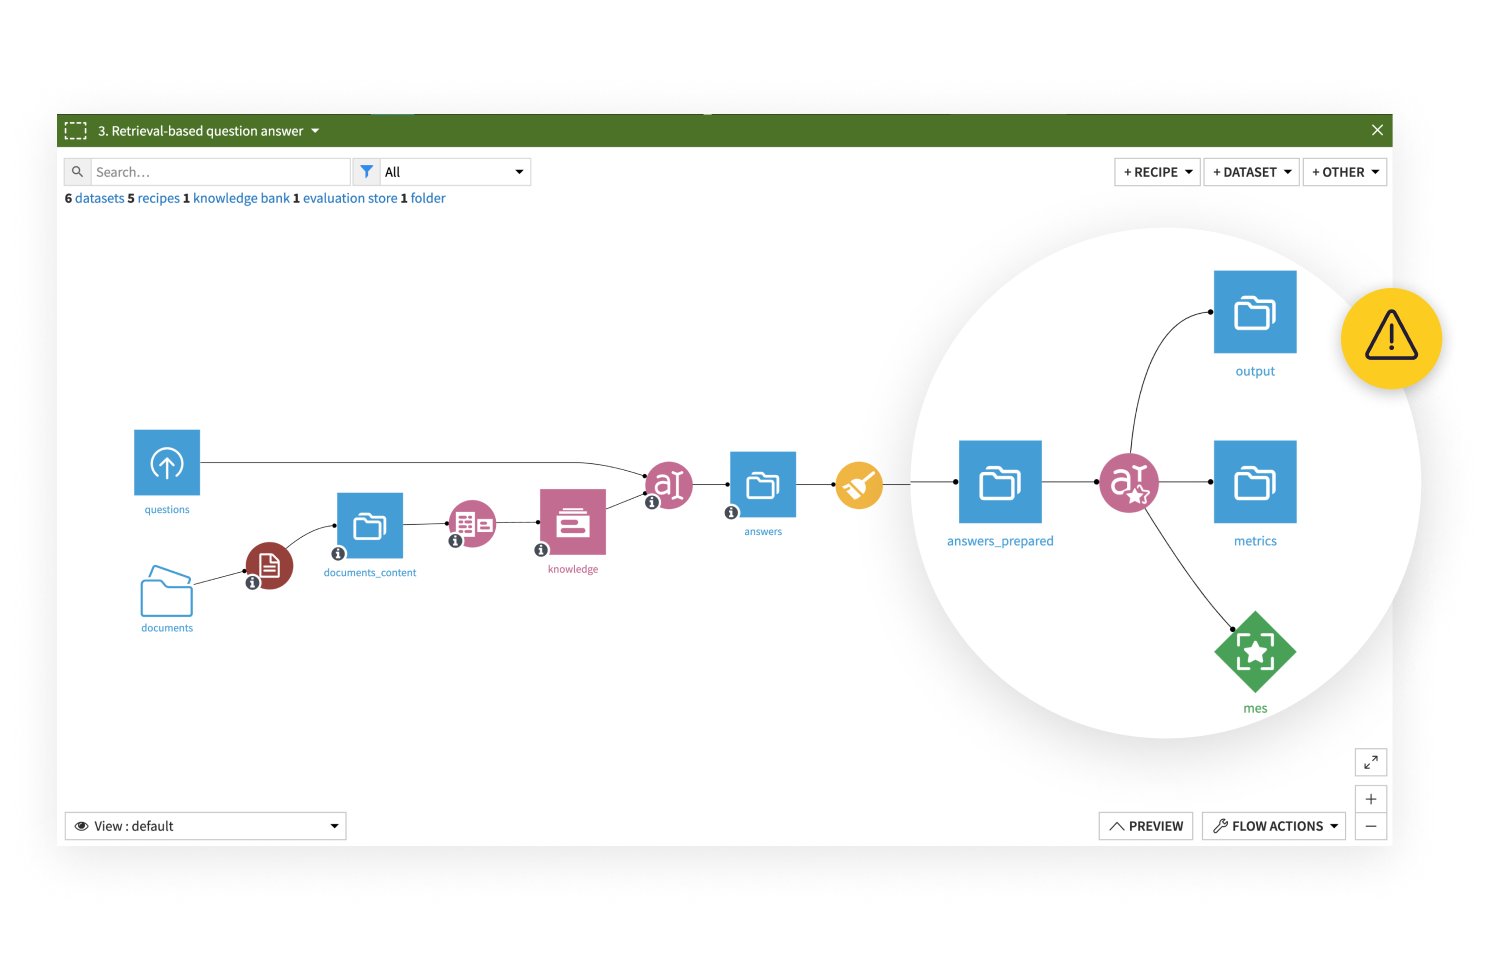 3. Retrieval-based question answer
Search...
All
+ RECIPE
+ DATASET
+ OTHER
6 datasets 5 recipes 1 knowledge bank 1 evaluation store 1 folder
output
questions
documents_content
knowledge
answers
answers_prepared
metrics
documents
mes
View : default
PREVIEW
FLOW ACTIONS